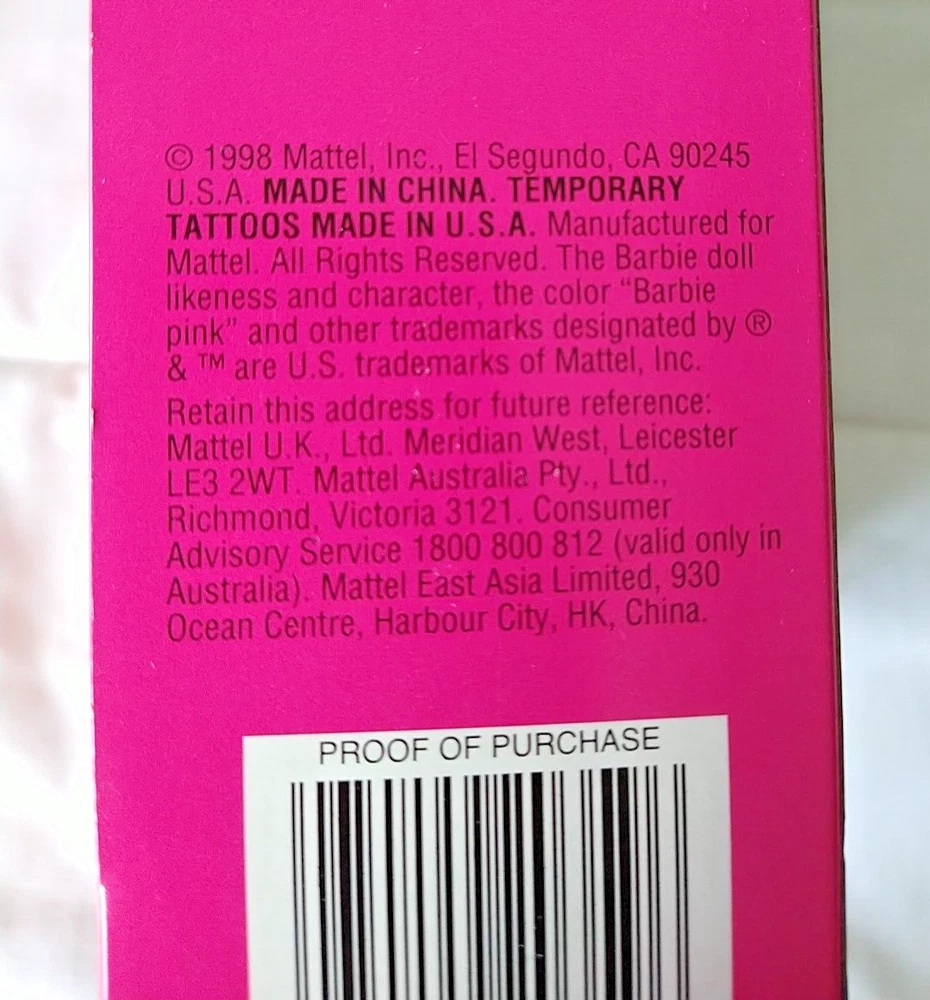 © 1998 Mattel, Inc., El Segundo, CA 90245
U.S.A. MADE IN CHINA. TEMPORARY
TATTOOS MADE IN U.S.A. Manufactured for
Mattel. All Rights Reserved. The Barbie doll
likeness and character, the color “Barbie
pink” and other trademarks designated by ®
& ™ are U.S. trademarks of Mattel, Inc.
Retain this address for future reference:
Mattel U.K., Ltd. Meridian West, Leicester
LE3 2WT. Mattel Australia Pty., Ltd.,
Richmond, Victoria 3121. Consumer
Advisory Service 1800 800 812 (valid only in
Australia). Mattel East Asia Limited, 930
Ocean Centre, Harbour City, HK, China.
PROOF OF PURCHASE